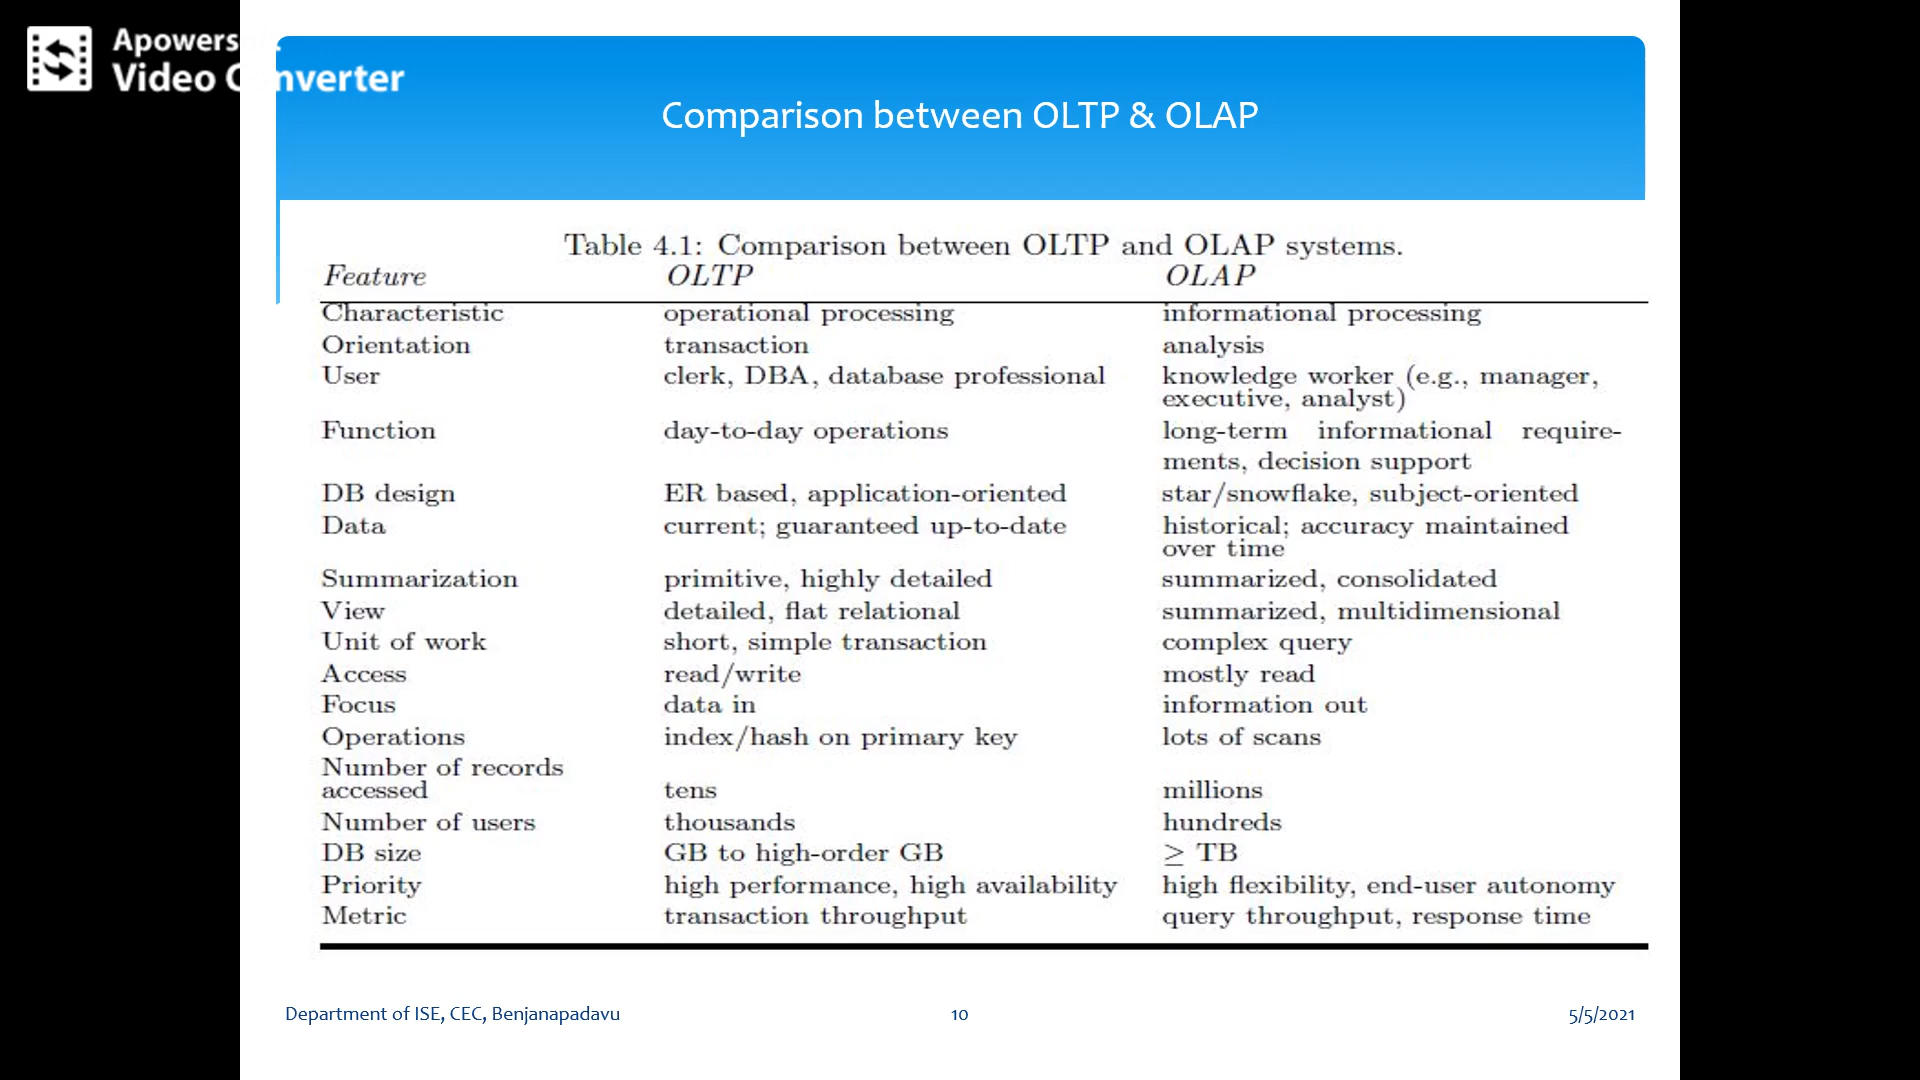 Apowersoft
Video Converter
Comparison between OLTP & OLAP
Table 4.1: Comparison between OLTP and OLAP systems.
Feature OLTP OLAP
Characteristic operational processing informational processing
Orientation transaction analysis
User clerk, DBA, database professional knowledge worker (e.g., manager,
executive, analyst)
Function day-to-day operations long-term informational require-
ments, decision support
DB design ER based, application-oriented star/snowflake, subject-oriented
Data current; guaranteed up-to-date historical; accuracy maintained
over time
Summarization primitive, highly detailed summarized, consolidated
View detailed, flat relational summarized, multidimensional
Unit of work short, simple transaction complex query
Access read/write mostly read
Focus data in information out
Operations index/hash on primary key lots of scans
Number of records
accessed tens millions
Number of users thousands hundreds
DB size GB to high-order GB ≥ TB
Priority high performance, high availability high flexibility, end-user autonomy
Metric transaction throughput query throughput, response time
Department of ISE, CEC, Benjanapadavu 10 5/5/2021